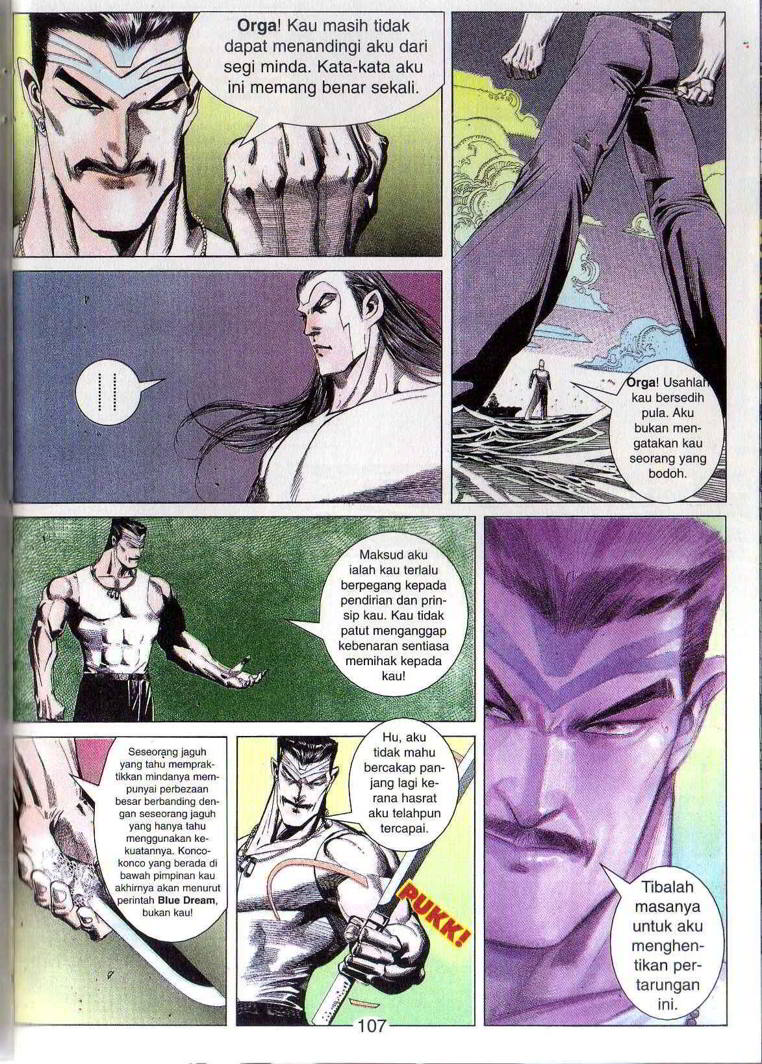 Orga! Kau masih tidak
dapat menandingi aku dari
segi minda. Kata-kata aku
ini memang benar sekali.
Orga! Usahlah
kau bersedih
pula. Aku
bukan men-
gatakan kau
seorang yang
bodoh.
Maksud aku
ialah kau terlalu
berpegang kepada
pendirian dan prin-
sip kau. Kau tidak
patut menganggap
kebenaran sentiasa
memihak kepada
kau!
Seseorang jaguh
yang tahu memprak-
tikkan mindanya mem-
punyai perbezaan
besar berbanding den-
gan seseorang jaguh
yang hanya tahu
menggunakan ke-
kuatannya. Konco-
konco yang berada di
bawah pimpinan kau
akhirnya akan menurut
perintah Blue Dream,
bukan kau!
Hu, aku
tidak mahu
bercakap pan-
jang lagi ke-
rana hasrat
aku telahpun
tercapai.
PUKK!
Tibalah
masanya
untuk aku
menghen-
tikan per-
tarungan
ini.
107